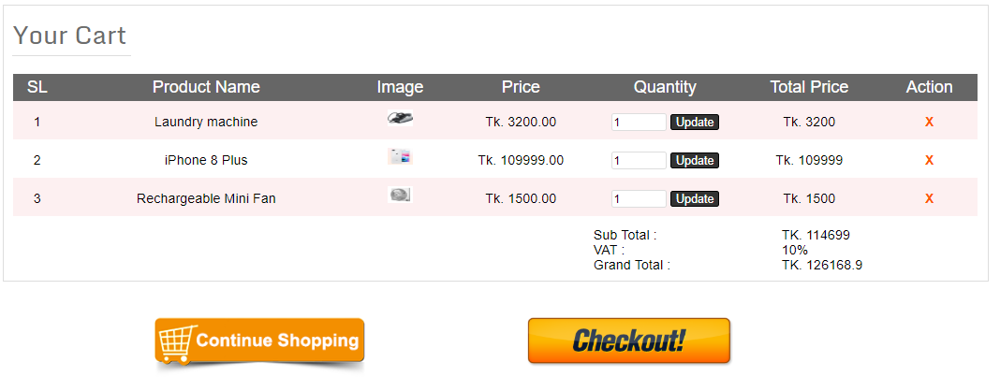 Your Cart
SL Product Name Image Price Quantity Total Price Action
1 Laundry machine Tk. 3200.00 1 Update Tk. 3200 X
2 iPhone 8 Plus Tk. 109999.00 1 Update Tk. 109999 X
3 Rechargeable Mini Fan Tk. 1500.00 1 Update Tk. 1500 X
Sub Total : TK. 114699
VAT : 10%
Grand Total : TK. 126168.9
Continue Shopping Checkout!